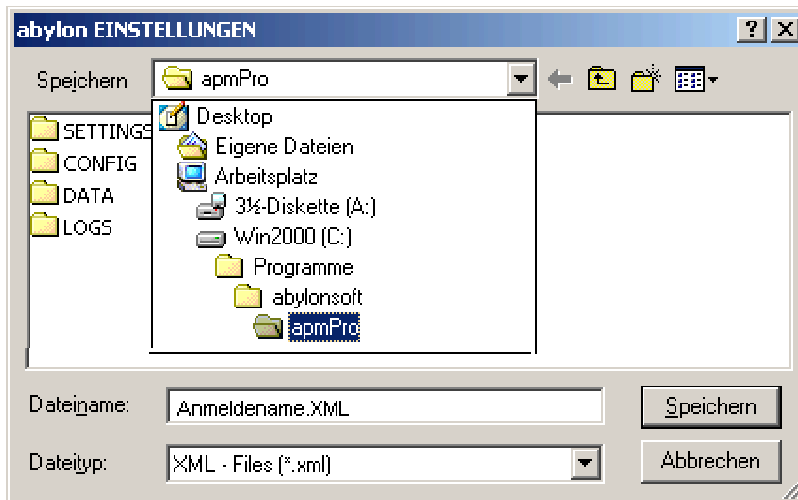 abylon EINSTELLUNGEN
Speichern
apmPro
SETTINGS
CONFIG
DATA
LOGS
Desktop
Eigene Dateien
Arbeitsplatz
3½-Diskette (A:)
Win2000 (C:)
Programme
abylonsoft
apmPro
Dateiname:
Anmeldename.XML
Speichern
Dateityp:
XML - Files (*.xml)
Abbrechen